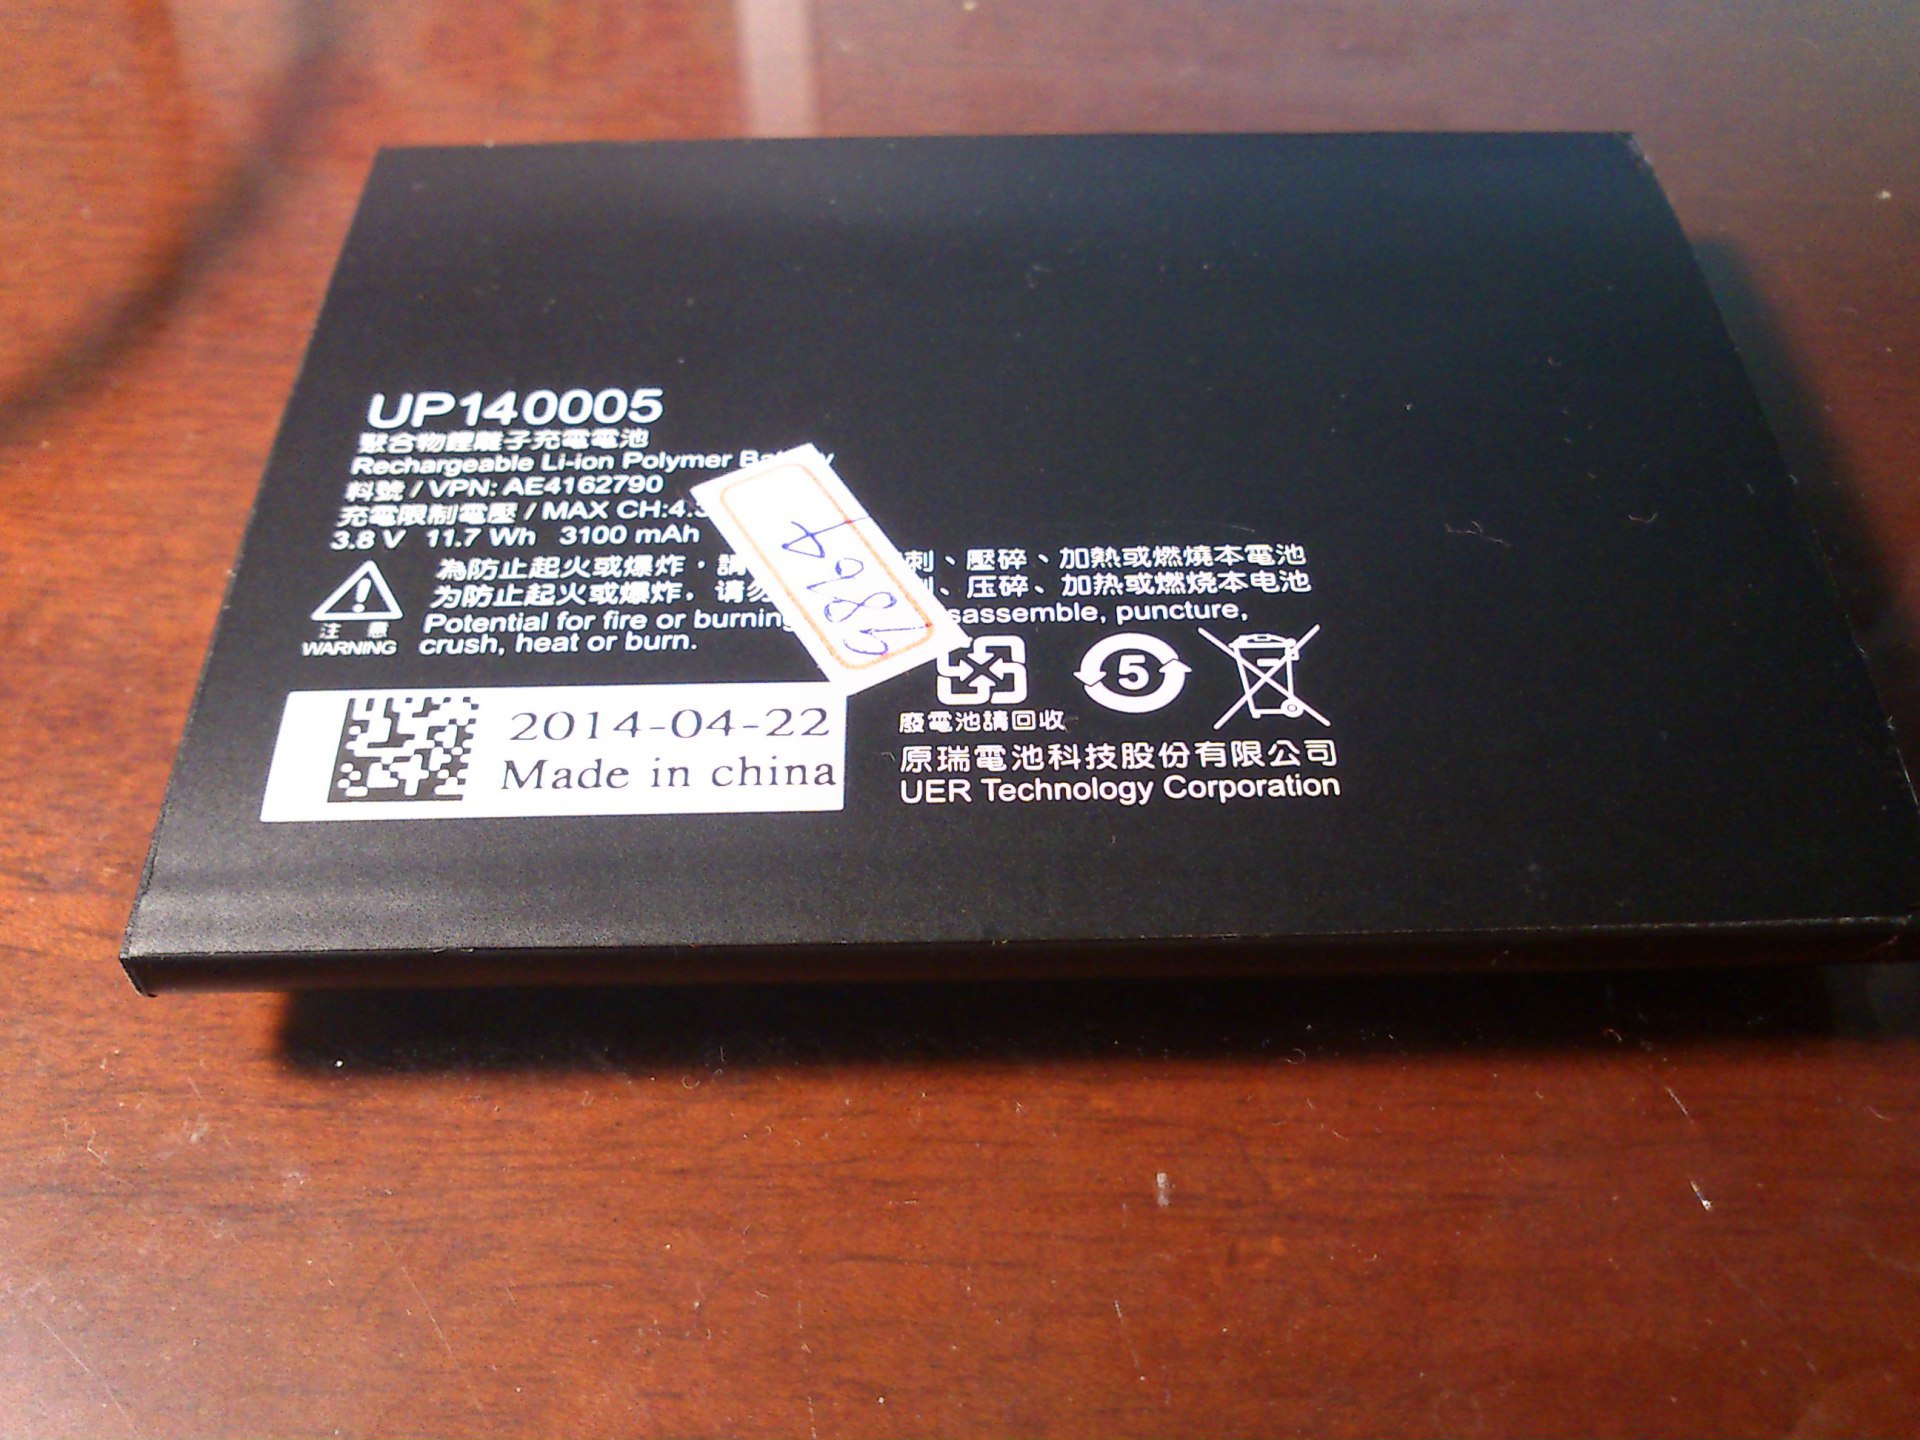 UP140005
聚合物鋰離子充電電池
Rechargeable Li-ion Polymer
料號 / VPN: AE4162790
充電限制電壓 / MAX CH:4.3
3.8 V 11.7 Wh 3100 mAh
為防止起火或爆炸,請 刺、壓碎、加熱或燃燒本電池
为防止起火或爆炸,请勿 、压碎、加热或燃烧本电池
Potential for fire or burning sassemble, puncture,
crush, heat or burn.
注意
WARNING
2014-04-22
Made in china
5
廢電池請回收
原瑞電池科技股份有限公司
UER Technology Corporation